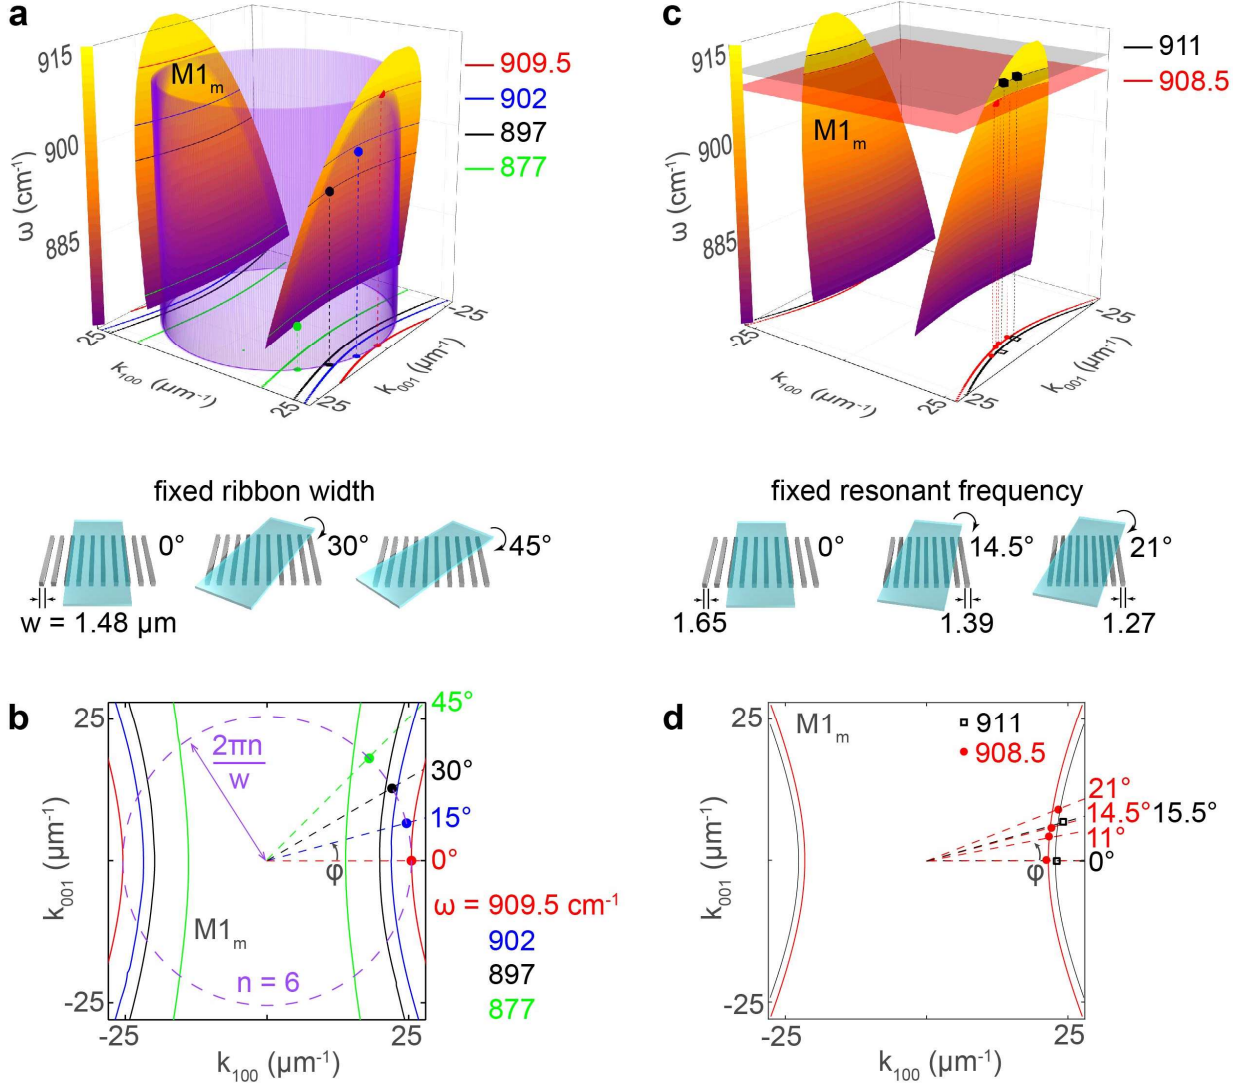 a
915
900
885
ω (cm⁻¹)
M1ₘ
909.5
902
897
877
25
k₁₀₀ (μm⁻¹)
25
-25
k₀₀₁ (μm⁻¹)
25
c
915
900
885
ω (cm⁻¹)
M1ₘ
911
908.5
-25
k₁₀₀ (μm⁻¹)
25
-25
k₀₀₁ (μm⁻¹)
25
fixed ribbon width
0°
30°
45°
w = 1.48 μm
fixed resonant frequency
0°
14.5°
21°
1.65
1.39
1.27
b
25
-25
k₀₀₁ (μm⁻¹)
2πn
w
45°
30°
15°
0°
φ
M1ₘ
n = 6
ω = 909.5 cm⁻¹
902
897
877
-25
25
k₁₀₀ (μm⁻¹)
d
25
-25
k₀₀₁ (μm⁻¹)
M1ₘ
911
908.5
21°
14.5° 15.5°
11°
0°
φ
-25
25
k₁₀₀ (μm⁻¹)